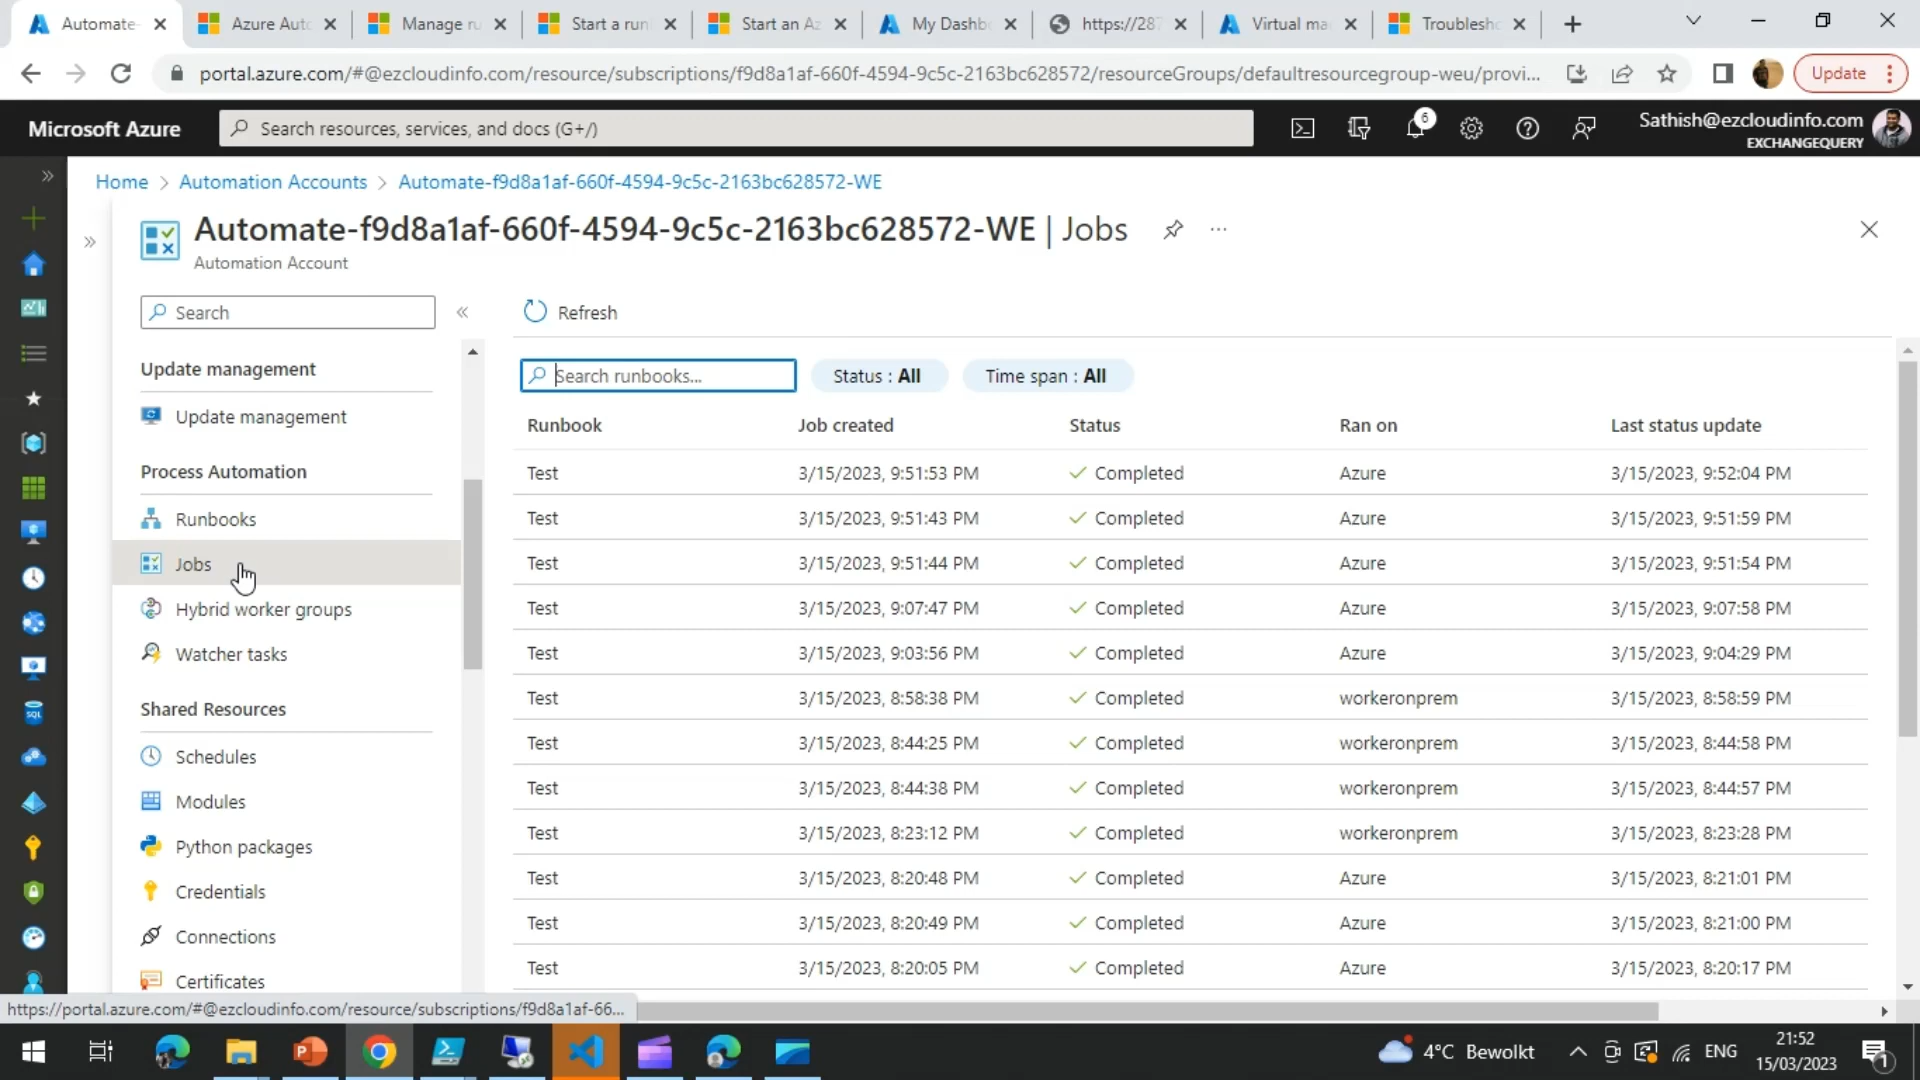 Automate-
Azure Auto
Manage ru
Start a run
Start an Az
My Dashb
https://287
Virtual ma
Troublesho
portal.azure.com/#@ezcloudinfo.com/resource/subscriptions/f9d8a1af-660f-4594-9c5c-2163bc628572/resourceGroups/defaultresourcegroup-weu/provi...
Update
Microsoft Azure
Search resources, services, and docs (G+/)
6
Sathish@ezcloudinfo.com
EXCHANGEQUERY
Home > Automation Accounts > Automate-f9d8a1af-660f-4594-9c5c-2163bc628572-WE
Automate-f9d8a1af-660f-4594-9c5c-2163bc628572-WE | Jobs
Automation Account
Search
Update management
Update management
Process Automation
Runbooks
Jobs
Hybrid worker groups
Watcher tasks
Shared Resources
Schedules
Modules
Python packages
Credentials
Connections
Certificates
Refresh
Search runbooks...
Status : All
Time span : All
Runbook Job created Status Ran on Last status update
Test 3/15/2023, 9:51:53 PM Completed Azure 3/15/2023, 9:52:04 PM
Test 3/15/2023, 9:51:43 PM Completed Azure 3/15/2023, 9:51:59 PM
Test 3/15/2023, 9:51:44 PM Completed Azure 3/15/2023, 9:51:54 PM
Test 3/15/2023, 9:07:47 PM Completed Azure 3/15/2023, 9:07:58 PM
Test 3/15/2023, 9:03:56 PM Completed Azure 3/15/2023, 9:04:29 PM
Test 3/15/2023, 8:58:38 PM Completed workeronprem 3/15/2023, 8:58:59 PM
Test 3/15/2023, 8:44:25 PM Completed workeronprem 3/15/2023, 8:44:58 PM
Test 3/15/2023, 8:44:38 PM Completed workeronprem 3/15/2023, 8:44:57 PM
Test 3/15/2023, 8:23:12 PM Completed workeronprem 3/15/2023, 8:23:28 PM
Test 3/15/2023, 8:20:48 PM Completed Azure 3/15/2023, 8:21:01 PM
Test 3/15/2023, 8:20:49 PM Completed Azure 3/15/2023, 8:21:00 PM
Test 3/15/2023, 8:20:05 PM Completed Azure 3/15/2023, 8:20:17 PM
https://portal.azure.com/#@ezcloudinfo.com/resource/subscriptions/f9d8a1af-66...
SQL
4°C Bewolkt
ENG
21:52
15/03/2023
1